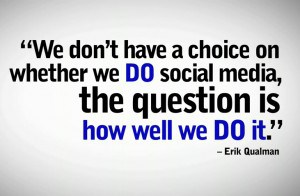 “We don’t have a choice on
whether we DO social media,
the question is
how well we DO it.”
– Erik Qualman